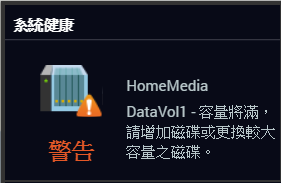 系統健康
HomeMedia
DataVol1 - 容量將滿，
請增加磁碟或更換較大
容量之磁碟。
警告